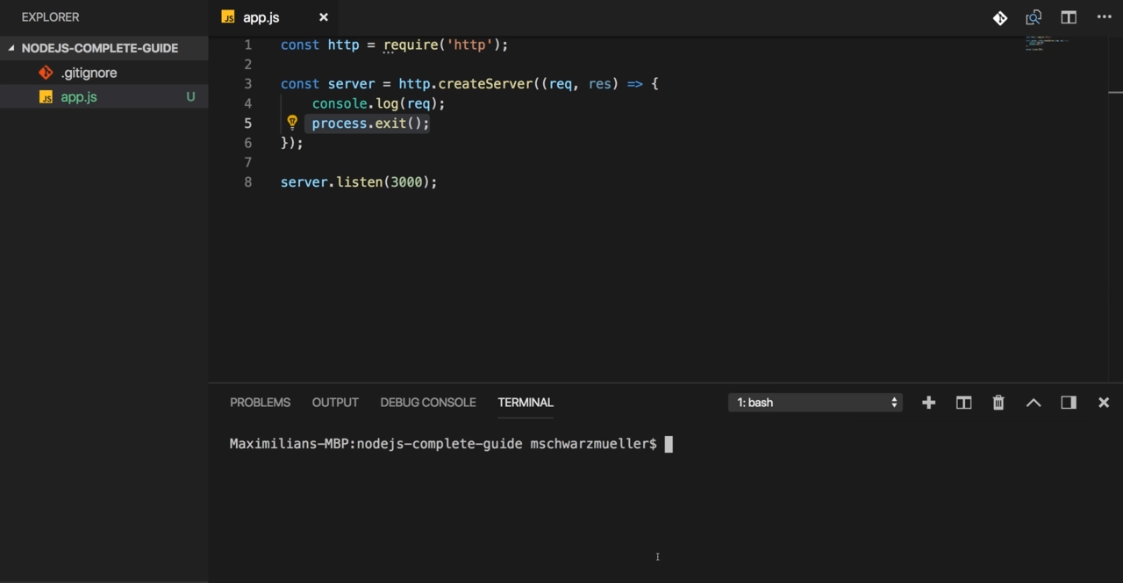 EXPLORER
NODEJS-COMPLETE-GUIDE
.gitignore
JS app.js U
JS app.js
1 const http = require('http');
2
3 const server = http.createServer((req, res) => {
4 console.log(req);
5 process.exit();
6 });
7
8 server.listen(3000);
PROBLEMS OUTPUT DEBUG CONSOLE TERMINAL 1: bash
Maximilians-MBP:nodejs-complete-guide mschwarzmueller$